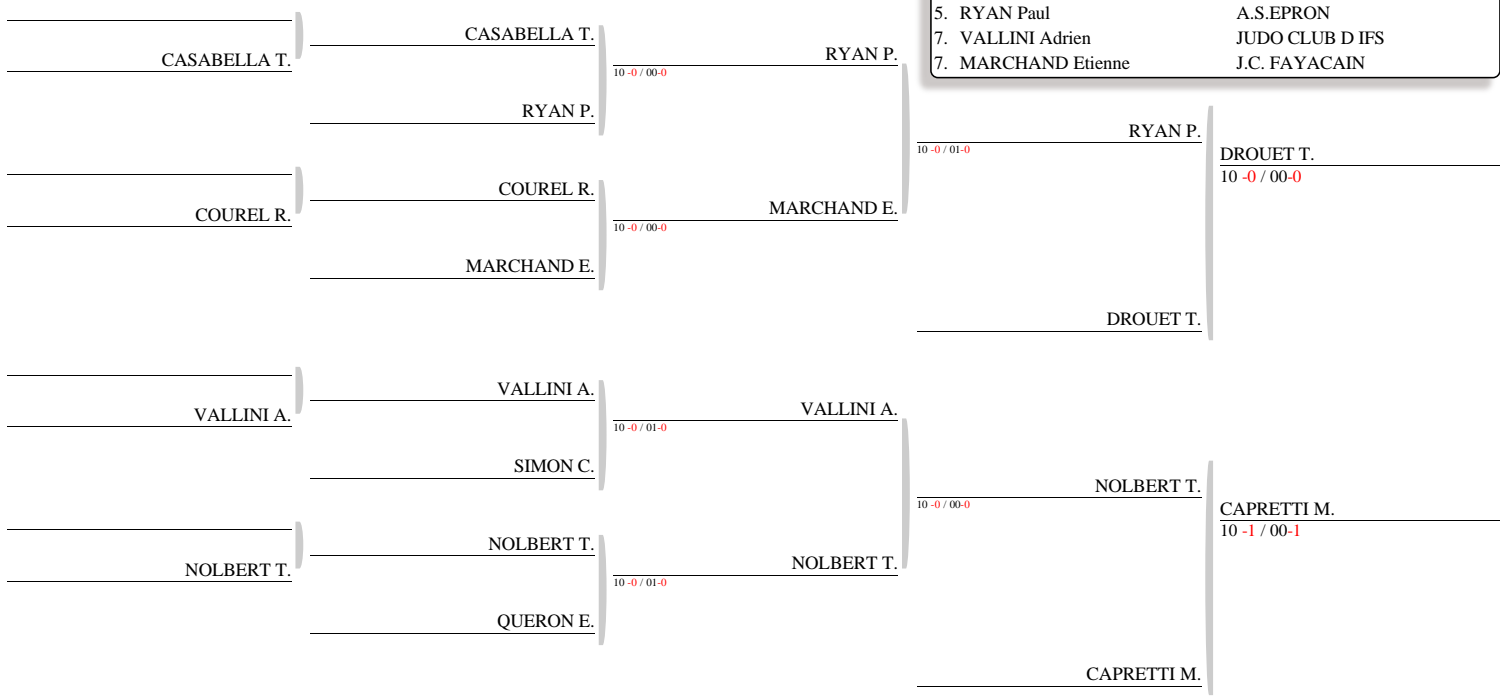 5. RYAN Paul A.S.EPRON
7. VALLINI Adrien JUDO CLUB D IFS
7. MARCHAND Etienne J.C. FAYACAIN
CASABELLA T.
COUREL R.
VALLINI A.
NOLBERT T.
CASABELLA T.
RYAN P.
COUREL R.
MARCHAND E.
VALLINI A.
SIMON C.
NOLBERT T.
QUERON E.
RYAN P.
10 -0 / 00-0
MARCHAND E.
10 -0 / 00-0
VALLINI A.
10 -0 / 01-0
NOLBERT T.
10 -0 / 01-0
RYAN P.
10 -0 / 01-0
DROUET T.
NOLBERT T.
10 -0 / 00-0
CAPRETTI M.
DROUET T.
10 -0 / 00-0
CAPRETTI M.
10 -1 / 00-1